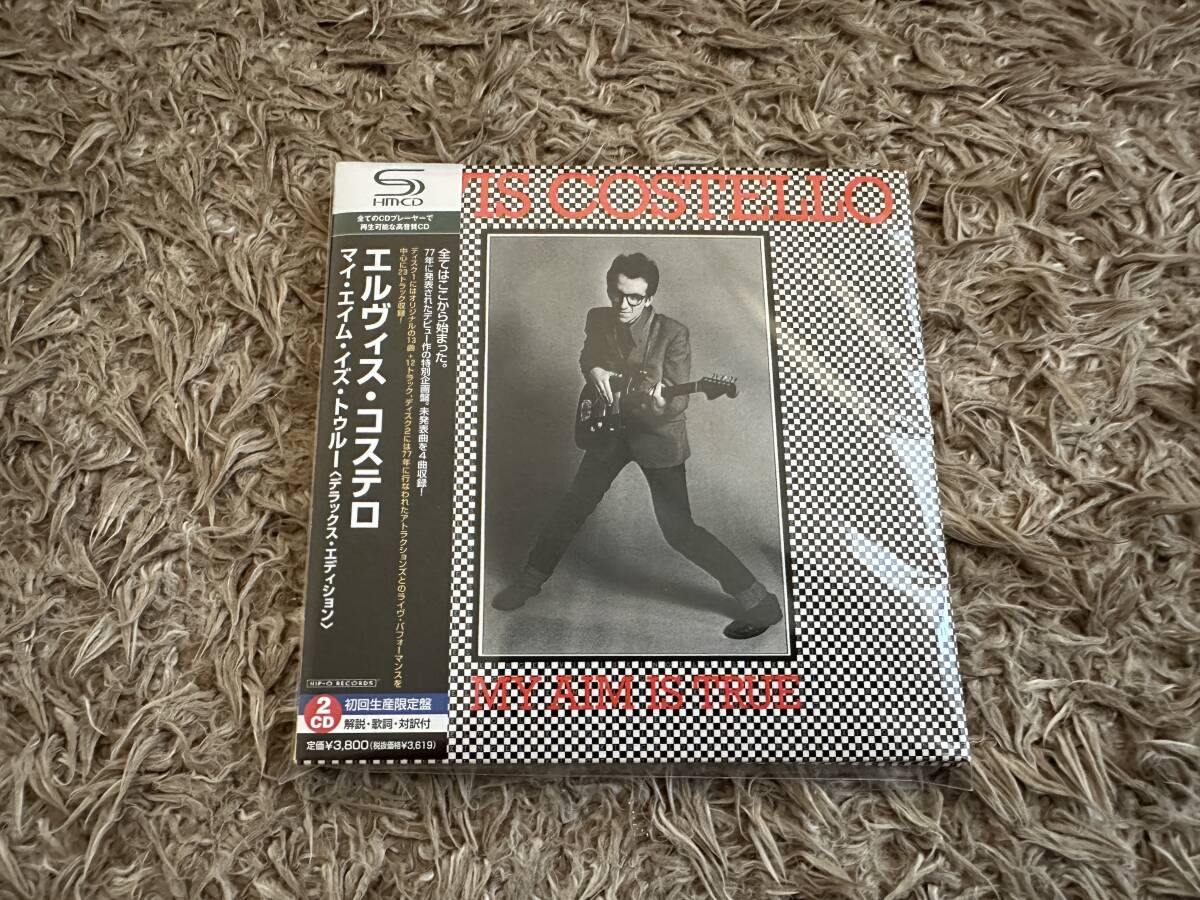 SHM CD
全てのCDプレーヤーで
再生可能な高音質CD
エルヴィス・コステロ
マイ・エイム・イズ・トゥルー〈デラックス・エディション〉
全てはここから始まった。
77年に発表されたデビュー作の特別企画盤。未発表曲を4曲収録!
ディスク1にはオリジナルの13曲+12トラック、ディスク2には77年に行なわれたアトラクションズとのライヴ・パフォーマンスを
中心に23トラック収録!
HIP-O RECORDS
2CD
初回生産限定盤
解説・歌詞・対訳付
定価¥3,800(税抜価格¥3,619)
IS COSTELLO
MY AIM IS TRUE